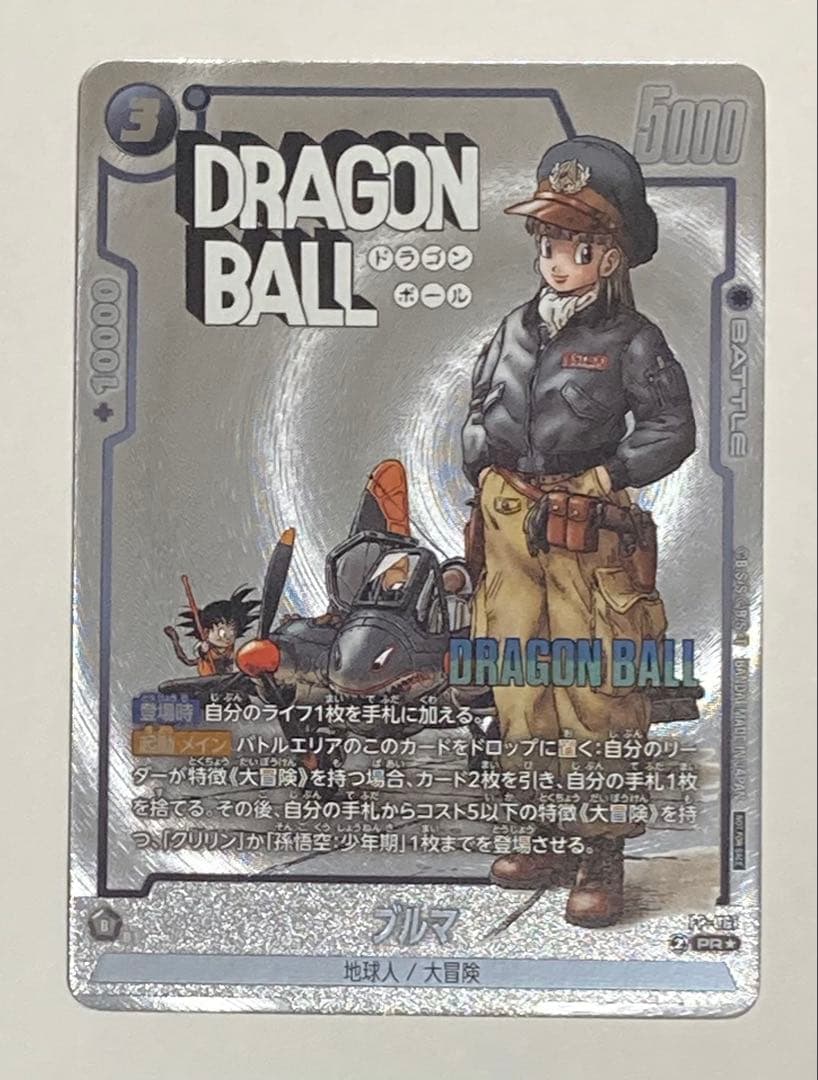 3
5000
DRAGON
BALL
ドラゴン
ボール
10000
BATTLE
DRAGON BALL
登場時 自分のライフ1枚を手札に加える。
起動メイン バトルエリアのこのカードをドロップに置く:自分のリー
ダーが特徴《大冒険》を持つ場合、カード2枚を引き、自分の手札1枚
を捨てる。その後、自分の手札からコスト5以下の特徴《大冒険》を持
つ、「クリリン」か「孫悟空:少年期」1枚までを登場させる。
B
ブルマ
2 PR★
地球人 / 大冒険